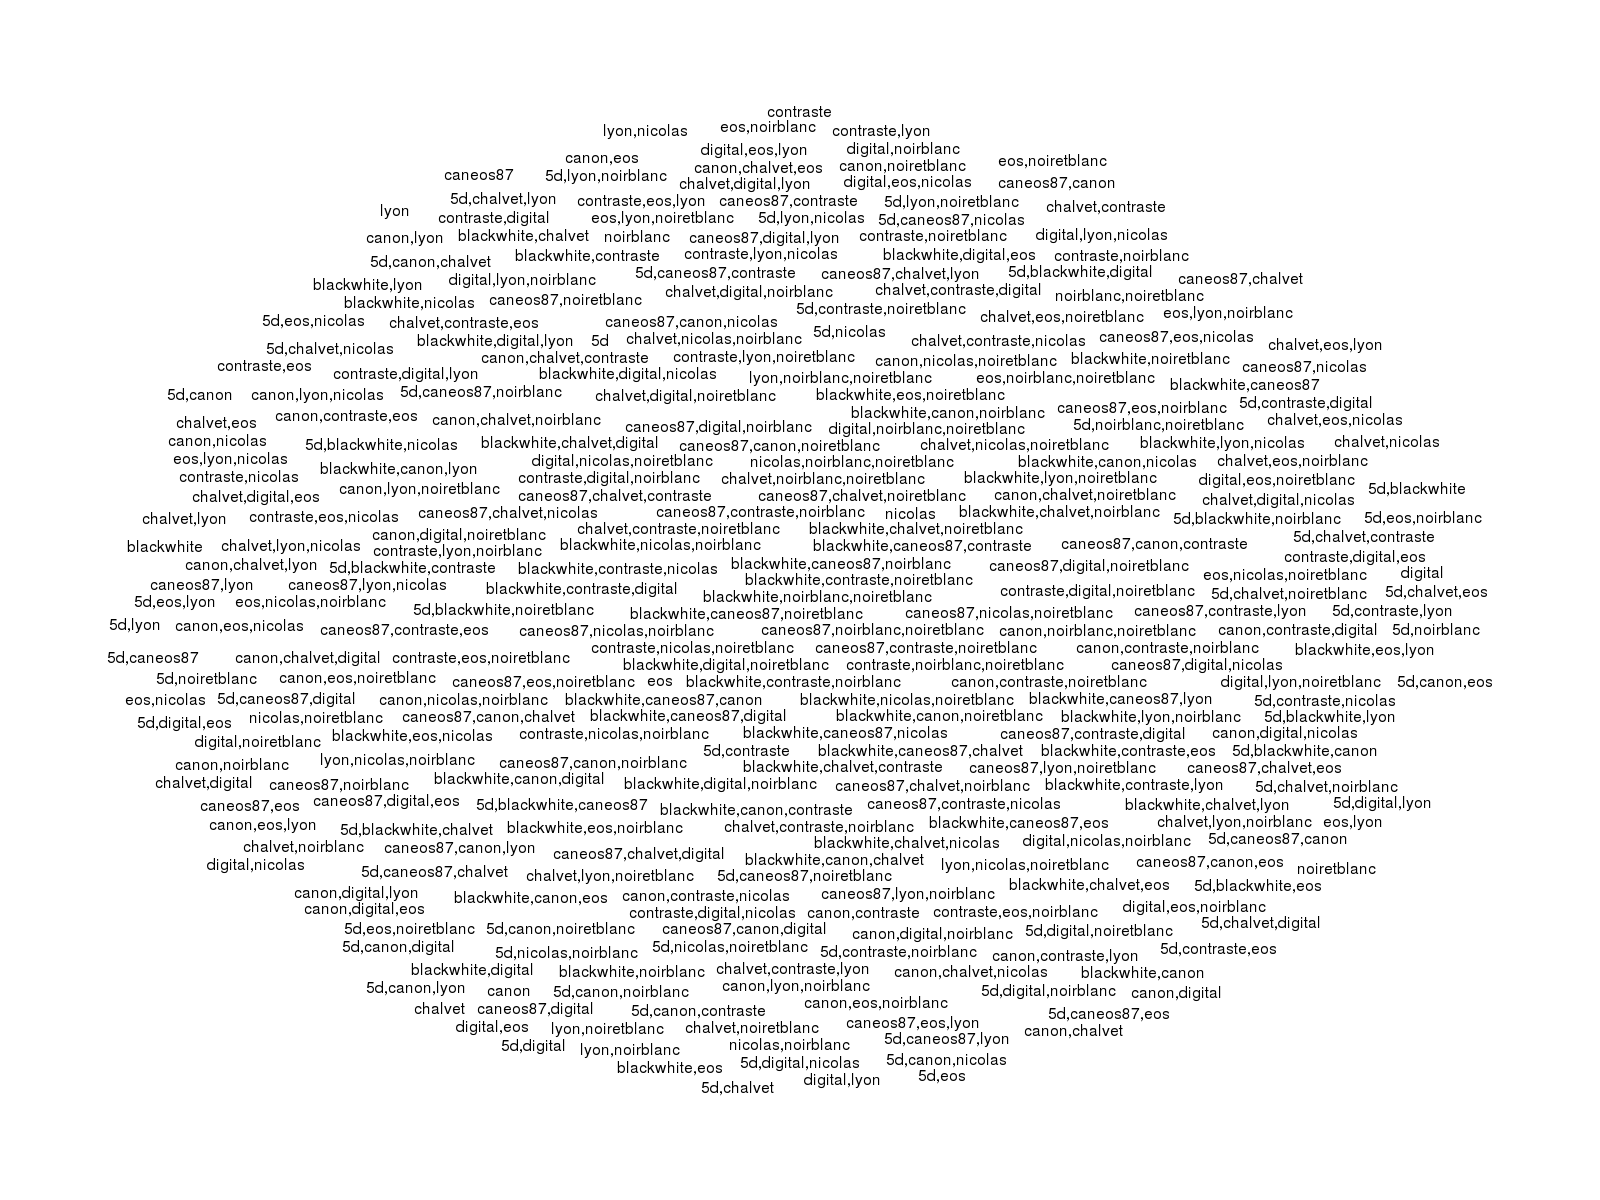 contraste
lyon,nicolas eos,noirblanc contraste,lyon
canon,eos digital,eos,lyon digital,noirblanc
caneos87 5d,lyon,noirblanc canon,chalvet,eos canon,noiretblanc eos,noiretblanc
chalvet,digital,lyon digital,eos,nicolas caneos87,canon
lyon 5d,chalvet,lyon contraste,eos,lyon caneos87,contraste 5d,lyon,noiretblanc chalvet,contraste
contraste,digital eos,lyon,noiretblanc 5d,lyon,nicolas 5d,caneos87,nicolas
canon,lyon blackwhite,chalvet noirblanc caneos87,digital,lyon contraste,noiretblanc digital,lyon,nicolas
5d,canon,chalvet blackwhite,contraste contraste,lyon,nicolas blackwhite,digital,eos contraste,noirblanc
blackwhite,lyon digital,lyon,noirblanc 5d,caneos87,contraste caneos87,chalvet,lyon 5d,blackwhite,digital caneos87,chalvet
blackwhite,nicolas caneos87,noiretblanc chalvet,digital,noirblanc chalvet,contraste,digital noirblanc,noiretblanc
5d,eos,nicolas chalvet,contraste,eos caneos87,canon,nicolas 5d,contraste,noiretblanc chalvet,eos,noiretblanc eos,lyon,noirblanc
5d,chalvet,nicolas blackwhite,digital,lyon 5d chalvet,nicolas,noirblanc 5d,nicolas chalvet,contraste,nicolas caneos87,eos,nicolas chalvet,eos,lyon
contraste,eos canon,chalvet,contraste contraste,lyon,noiretblanc canon,nicolas,noiretblanc blackwhite,noiretblanc caneos87,nicolas
contraste,digital,lyon blackwhite,digital,nicolas lyon,noirblanc,noiretblanc eos,noirblanc,noiretblanc blackwhite,caneos87
5d,canon canon,lyon,nicolas 5d,caneos87,noirblanc chalvet,digital,noiretblanc blackwhite,eos,noiretblanc 5d,contraste,digital
chalvet,eos canon,contraste,eos canon,chalvet,noirblanc caneos87,digital,noirblanc blackwhite,canon,noirblanc caneos87,eos,noirblanc chalvet,eos,nicolas
digital,noirblanc,noiretblanc 5d,noirblanc,noiretblanc
canon,nicolas 5d,blackwhite,nicolas blackwhite,chalvet,digital caneos87,canon,noiretblanc chalvet,nicolas,noiretblanc blackwhite,lyon,nicolas chalvet,nicolas
eos,lyon,nicolas blackwhite,canon,lyon digital,nicolas,noiretblanc nicolas,noirblanc,noiretblanc blackwhite,canon,nicolas chalvet,eos,noirblanc
contraste,nicolas canon,lyon,noiretblanc contraste,digital,noirblanc chalvet,noirblanc,noiretblanc blackwhite,lyon,noiretblanc digital,eos,noiretblanc 5d,blackwhite
chalvet,digital,eos caneos87,chalvet,contraste caneos87,chalvet,noiretblanc canon,chalvet,noiretblanc chalvet,digital,nicolas
chalvet,lyon contraste,eos,nicolas caneos87,chalvet,nicolas caneos87,contraste,noirblanc nicolas blackwhite,chalvet,noirblanc 5d,blackwhite,noirblanc 5d,eos,noirblanc
canon,digital,noiretblanc chalvet,contraste,noiretblanc blackwhite,chalvet,noiretblanc 5d,chalvet,contraste
blackwhite chalvet,lyon,nicolas contraste,lyon,noirblanc blackwhite,nicolas,noirblanc blackwhite,caneos87,contraste caneos87,canon,contraste contraste,digital,eos
canon,chalvet,lyon 5d,blackwhite,contraste blackwhite,contraste,nicolas blackwhite,caneos87,noirblanc caneos87,digital,noiretblanc eos,nicolas,noiretblanc digital
caneos87,lyon caneos87,lyon,nicolas blackwhite,contraste,digital blackwhite,contraste,noiretblanc contraste,digital,noiretblanc 5d,chalvet,noiretblanc 5d,chalvet,eos
5d,eos,lyon eos,nicolas,noirblanc 5d,blackwhite,noiretblanc blackwhite,noirblanc,noiretblanc
blackwhite,caneos87,noiretblanc caneos87,nicolas,noiretblanc caneos87,contraste,lyon 5d,contraste,lyon
5d,lyon canon,eos,nicolas caneos87,contraste,eos caneos87,nicolas,noirblanc caneos87,noirblanc,noiretblanc canon,noirblanc,noiretblanc canon,contraste,digital 5d,noirblanc
contraste,nicolas,noiretblanc caneos87,contraste,noiretblanc canon,contraste,noirblanc blackwhite,eos,lyon
5d,caneos87 canon,chalvet,digital contraste,eos,noiretblanc blackwhite,digital,noiretblanc contraste,noirblanc,noiretblanc caneos87,digital,nicolas
5d,noiretblanc canon,eos,noiretblanc caneos87,eos,noiretblanc eos blackwhite,contraste,noirblanc canon,contraste,noiretblanc digital,lyon,noiretblanc 5d,canon,eos
eos,nicolas 5d,caneos87,digital canon,nicolas,noirblanc blackwhite,caneos87,canon blackwhite,nicolas,noiretblanc blackwhite,caneos87,lyon 5d,contraste,nicolas
5d,digital,eos nicolas,noiretblanc caneos87,canon,chalvet blackwhite,caneos87,digital blackwhite,canon,noiretblanc blackwhite,lyon,noirblanc 5d,blackwhite,lyon
digital,noiretblanc blackwhite,eos,nicolas contraste,nicolas,noirblanc blackwhite,caneos87,nicolas caneos87,contraste,digital canon,digital,nicolas
5d,contraste blackwhite,caneos87,chalvet blackwhite,contraste,eos 5d,blackwhite,canon
canon,noirblanc lyon,nicolas,noirblanc caneos87,canon,noirblanc blackwhite,chalvet,contraste caneos87,lyon,noiretblanc caneos87,chalvet,eos
chalvet,digital caneos87,noirblanc blackwhite,canon,digital blackwhite,digital,noirblanc caneos87,chalvet,noirblanc blackwhite,contraste,lyon 5d,chalvet,noirblanc
caneos87,eos caneos87,digital,eos 5d,blackwhite,caneos87 blackwhite,canon,contraste caneos87,contraste,nicolas blackwhite,chalvet,lyon 5d,digital,lyon
canon,eos,lyon 5d,blackwhite,chalvet blackwhite,eos,noirblanc chalvet,contraste,noirblanc blackwhite,caneos87,eos chalvet,lyon,noirblanc eos,lyon
chalvet,noirblanc caneos87,canon,lyon caneos87,chalvet,digital blackwhite,chalvet,nicolas digital,nicolas,noirblanc 5d,caneos87,canon
digital,nicolas 5d,caneos87,chalvet chalvet,lyon,noiretblanc blackwhite,canon,chalvet lyon,nicolas,noiretblanc caneos87,canon,eos noiretblanc
5d,caneos87,noiretblanc
canon,digital,lyon blackwhite,canon,eos canon,contraste,nicolas caneos87,lyon,noirblanc blackwhite,chalvet,eos 5d,blackwhite,eos
canon,digital,eos contraste,digital,nicolas canon,contraste contraste,eos,noirblanc digital,eos,noirblanc
5d,eos,noiretblanc 5d,canon,noiretblanc caneos87,canon,digital canon,digital,noirblanc 5d,digital,noiretblanc 5d,chalvet,digital
5d,canon,digital 5d,nicolas,noirblanc 5d,nicolas,noiretblanc 5d,contraste,noirblanc canon,contraste,lyon 5d,contraste,eos
blackwhite,digital blackwhite,noirblanc chalvet,contraste,lyon canon,chalvet,nicolas blackwhite,canon
5d,canon,lyon canon 5d,canon,noirblanc canon,lyon,noirblanc 5d,digital,noirblanc canon,digital
chalvet caneos87,digital 5d,canon,contraste canon,eos,noirblanc 5d,caneos87,eos
digital,eos lyon,noiretblanc chalvet,noiretblanc caneos87,eos,lyon canon,chalvet
5d,digital lyon,noirblanc nicolas,noirblanc 5d,caneos87,lyon
blackwhite,eos 5d,digital,nicolas 5d,canon,nicolas
5d,chalvet digital,lyon 5d,eos